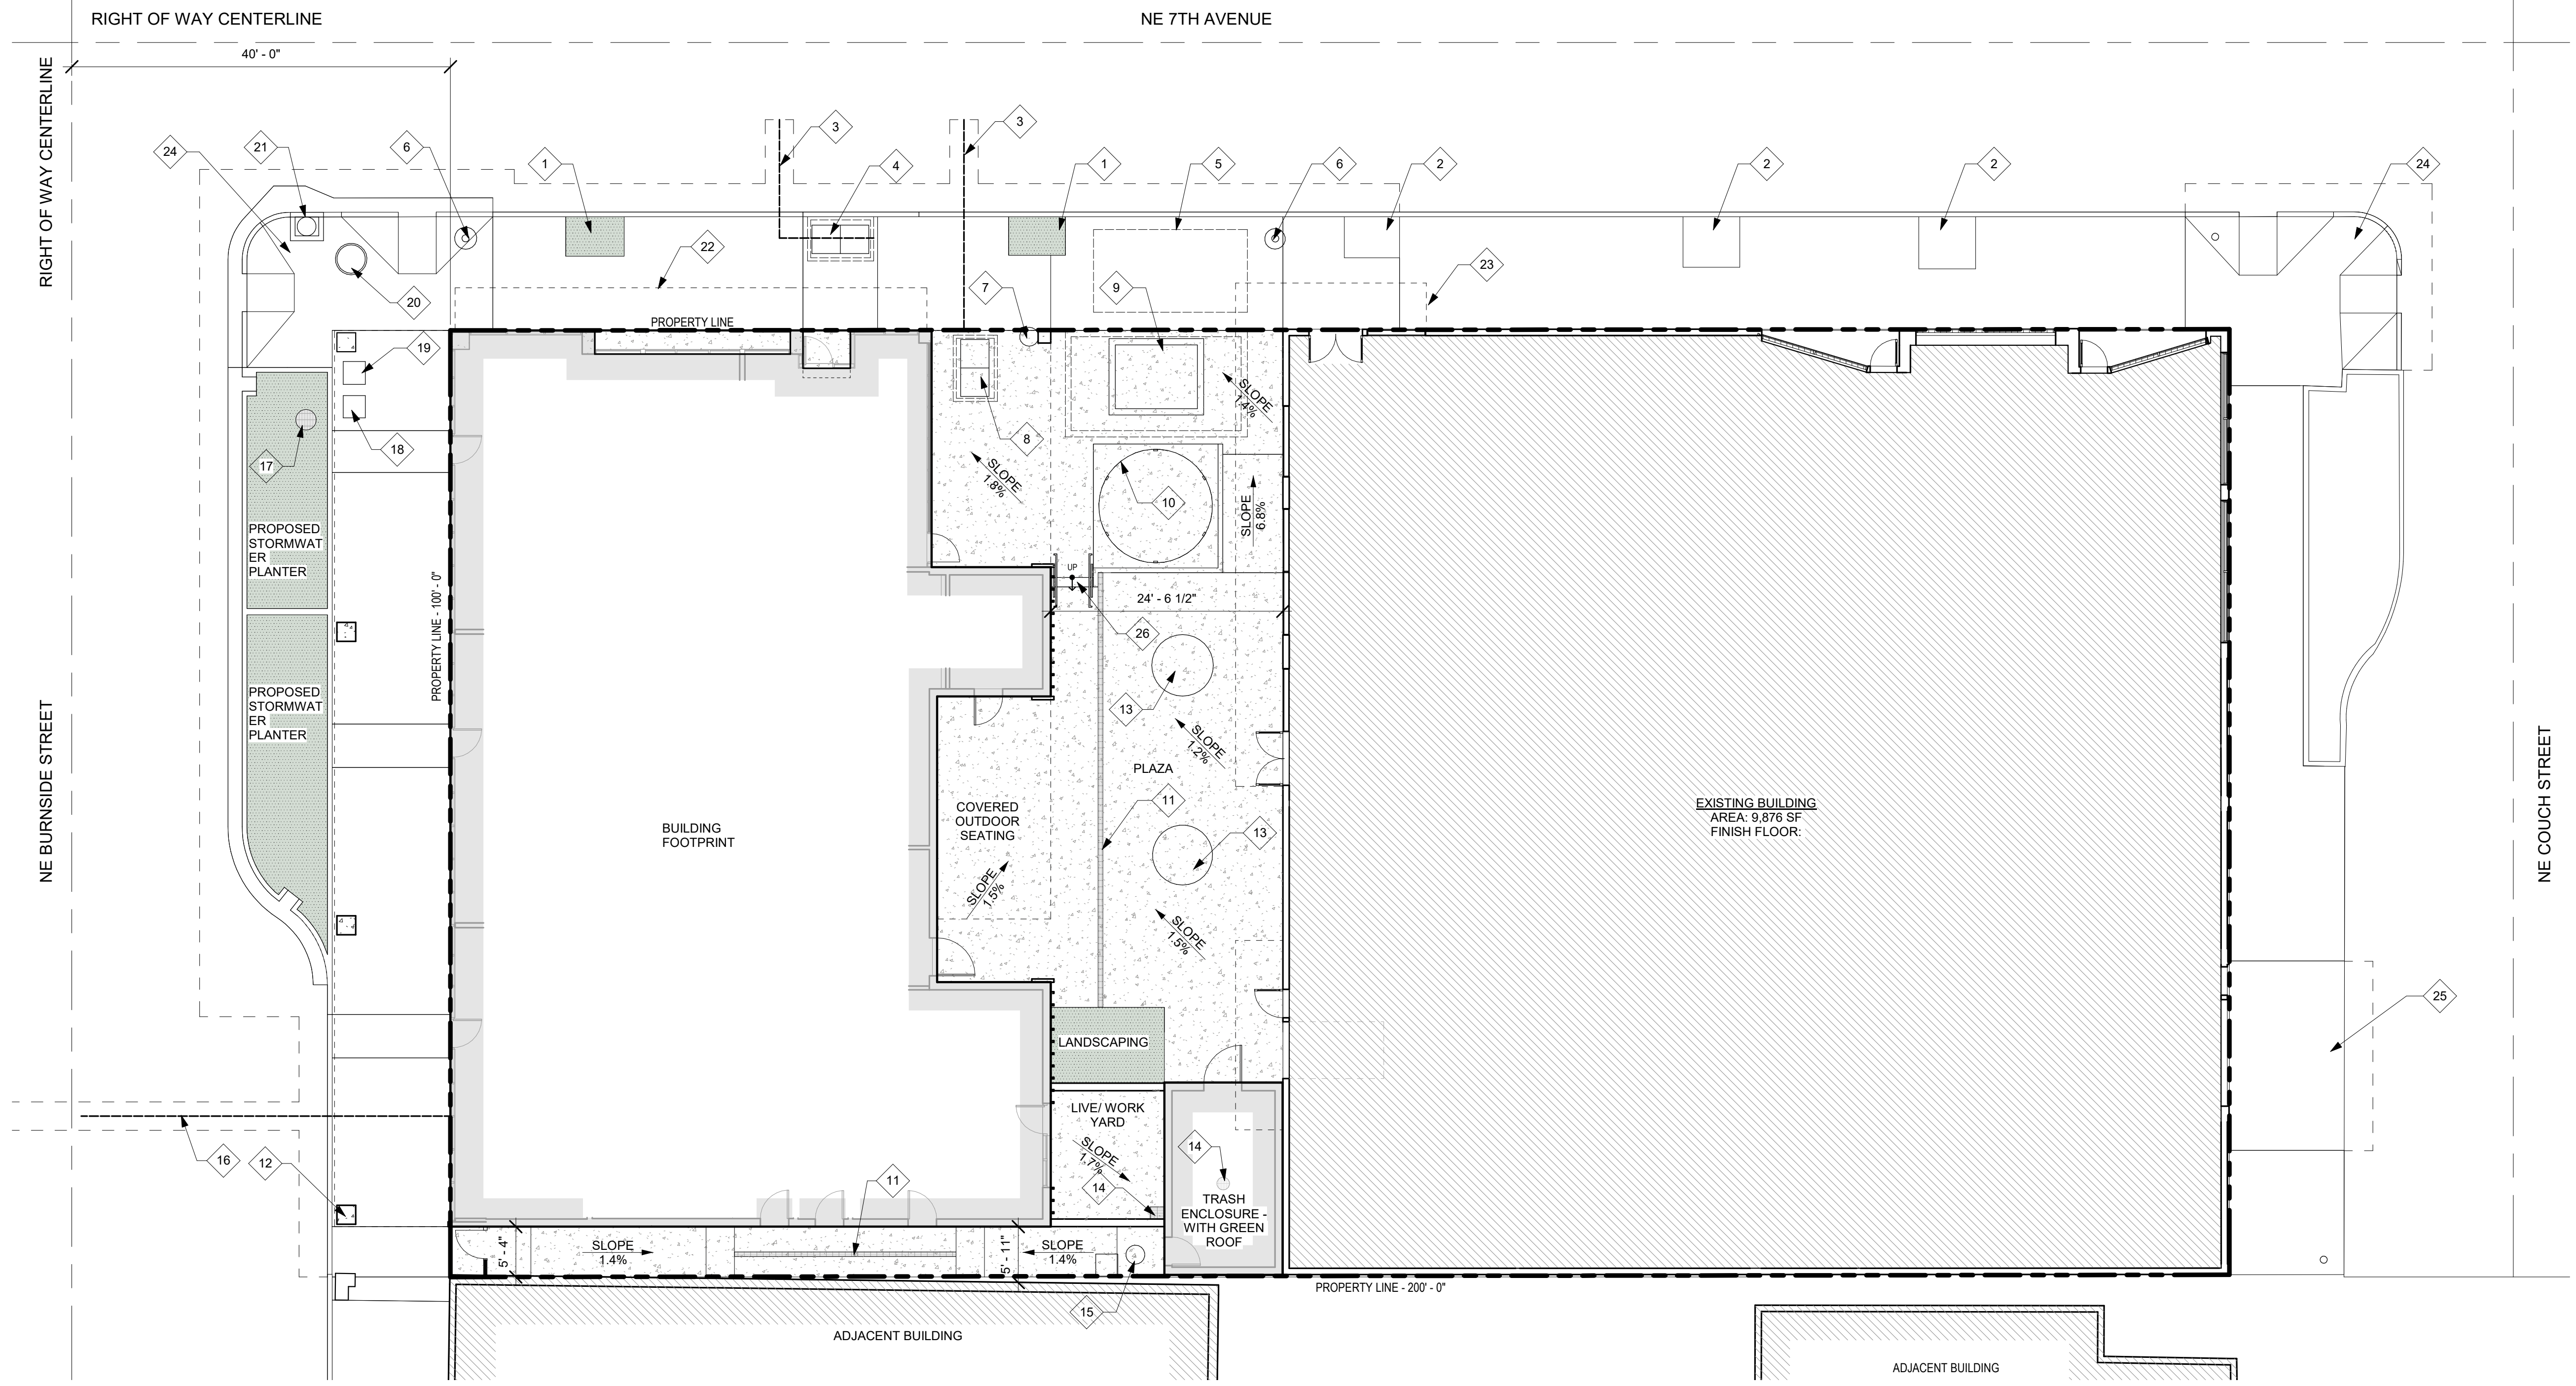 RIGHT OF WAY CENTERLINE
NE 7TH AVENUE
40' - 0"
RIGHT OF WAY CENTERLINE
24
21
6
1
3
4
3
1
5
6
2
2
2
24
22
23
7
9
20
PROPERTY LINE
19
18
17
8
SLOPE
1.4%
SLOPE
1.8%
10
SLOPE
6.8%
PROPOSED
STORMWAT
ER
PLANTER
PROPERTY LINE - 100' - 0"
UP
24' - 6 1/2"
26
PROPOSED
STORMWAT
ER
PLANTER
13
SLOPE
1.2%
PLAZA
NE BURNSIDE STREET
NE COUCH STREET
BUILDING
FOOTPRINT
COVERED
OUTDOOR
SEATING
11
13
EXISTING BUILDING
AREA: 9,876 SF
FINISH FLOOR:
SLOPE
1.5%
SLOPE
1.5%
25
LANDSCAPING
LIVE/ WORK
YARD
SLOPE
1.7%
14
14
TRASH
ENCLOSURE -
WITH GREEN
ROOF
16
12
11
5' - 4"
SLOPE
1.4%
5' - 11"
SLOPE
1.4%
15
PROPERTY LINE - 200' - 0"
ADJACENT BUILDING
ADJACENT BUILDING